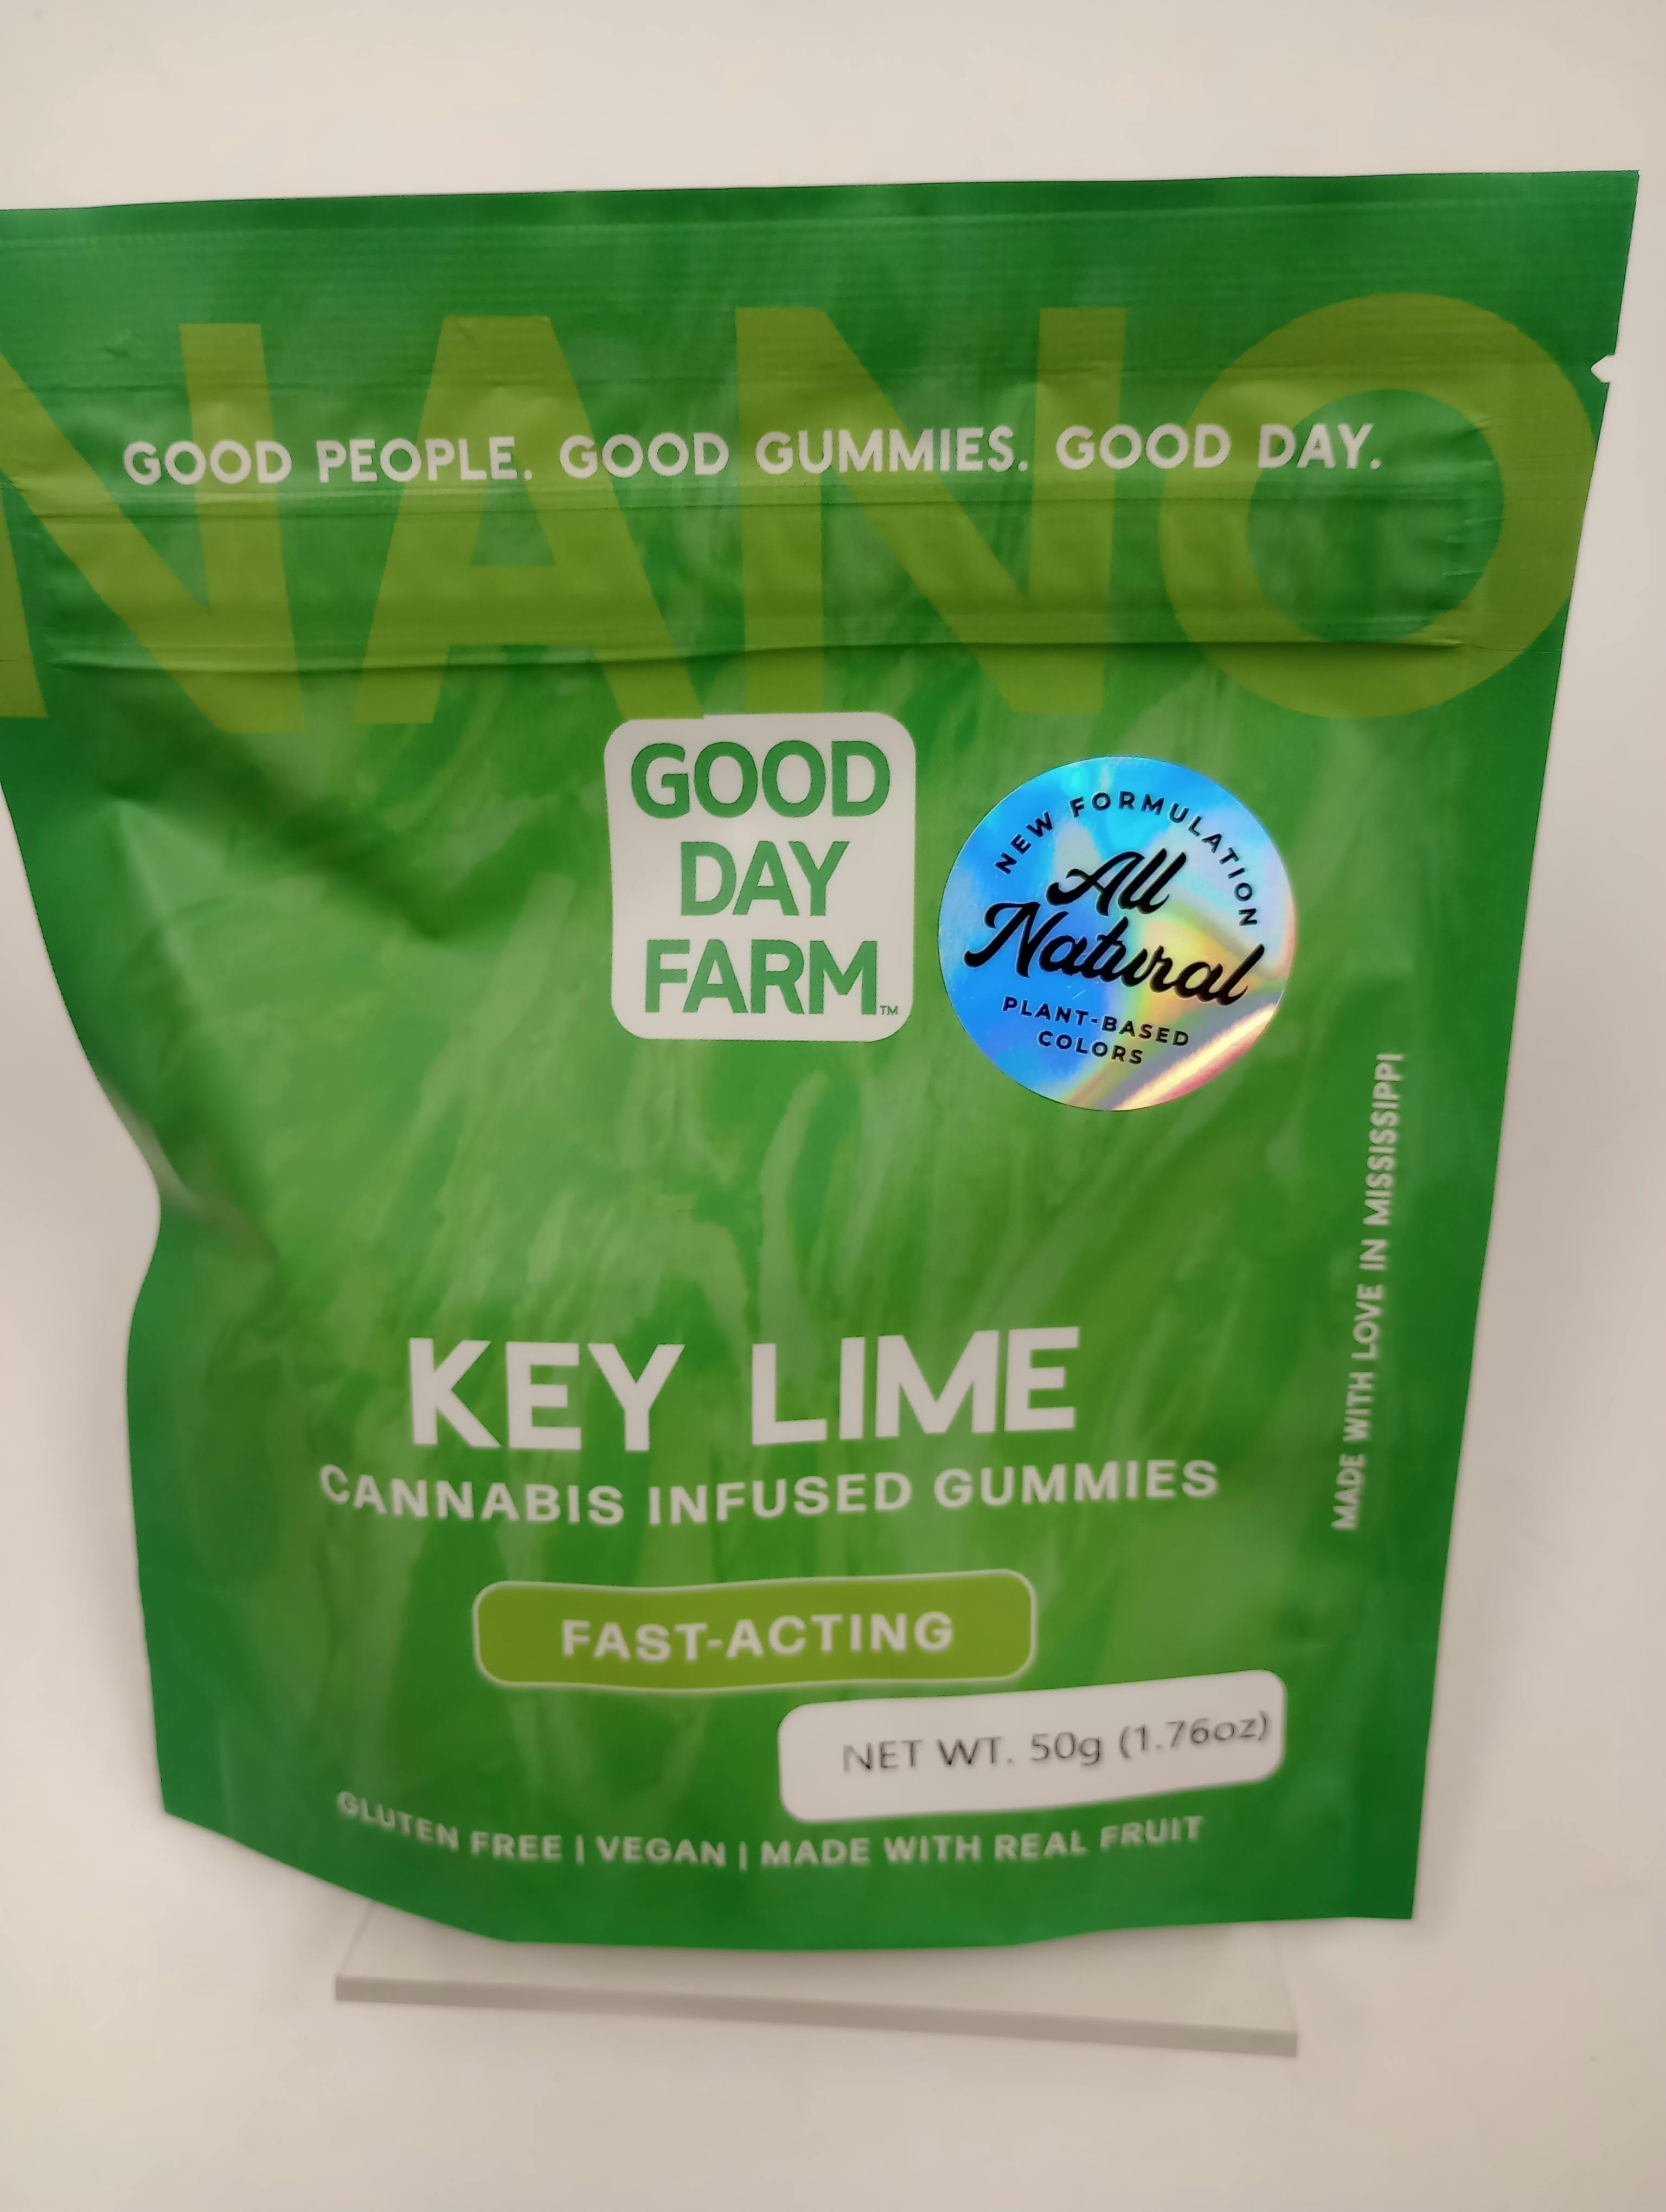 NANO
GOOD PEOPLE. GOOD GUMMIES. GOOD DAY.
GOOD
DAY
FARM™
NEW FORMULATION
All
Natural
PLANT-BASED
COLORS
MADE WITH LOVE IN MISSISSIPPI
KEY LIME
CANNABIS INFUSED GUMMIES
FAST-ACTING
NET WT. 50g (1.76oz)
GLUTEN FREE | VEGAN | MADE WITH REAL FRUIT